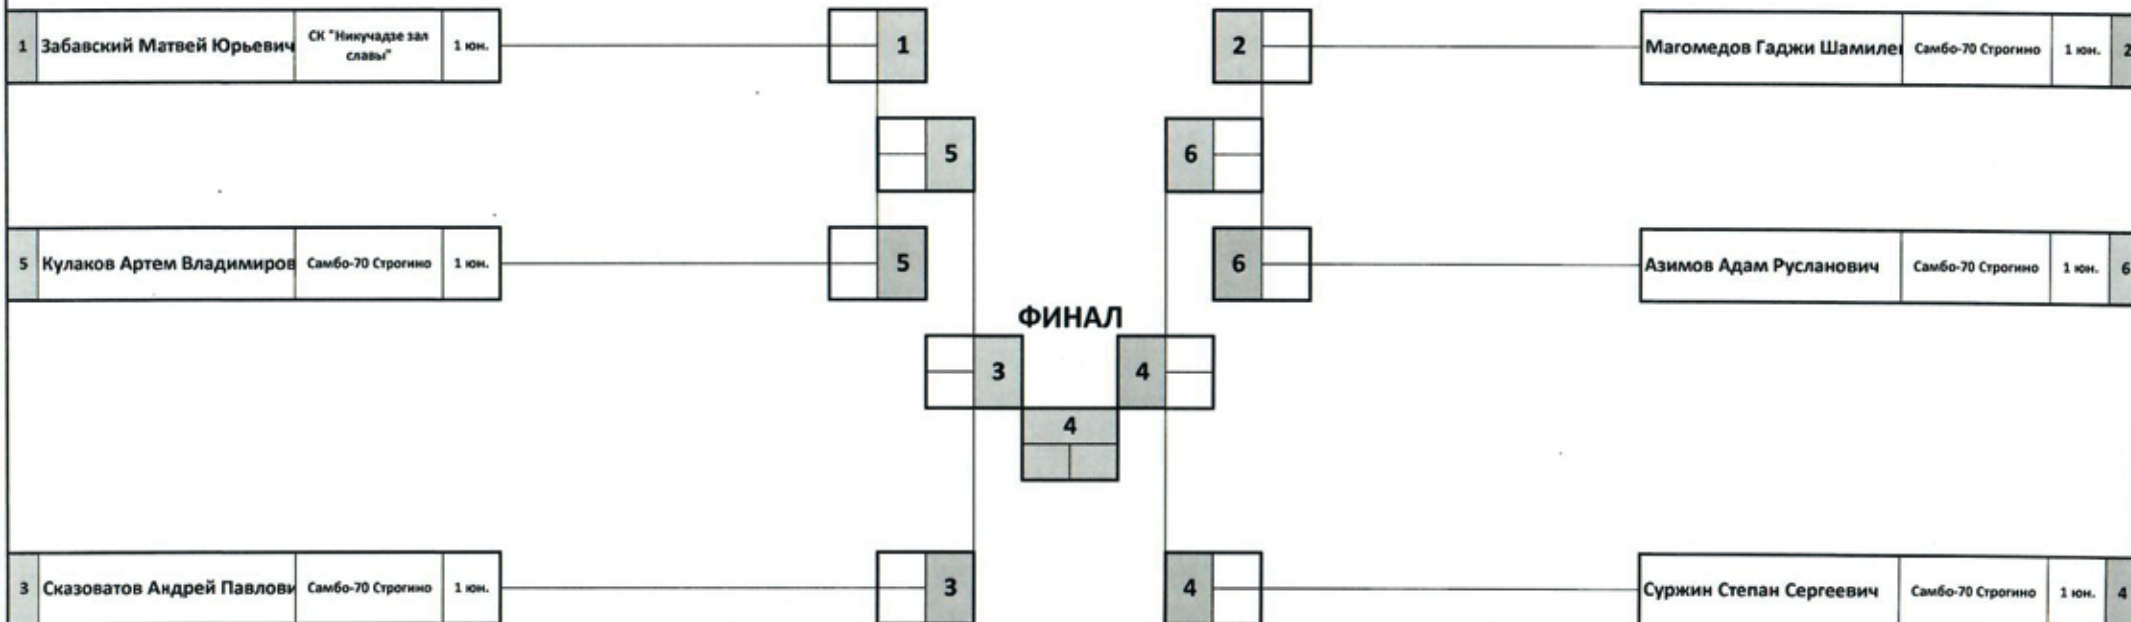 1 Забавский Матвей Юрьевич СК "Никучадзе зал славы" 1 юн. 1 2 Магомедов Гаджи Шамиле Самбо-70 Строгино 1 юн. 2
5 6
5 Кулаков Артем Владимиров Самбо-70 Строгино 1 юн. 5 6 Азимов Адам Русланович Самбо-70 Строгино 1 юн. 6
ФИНАЛ
3 4
4
3 Сказоватов Андрей Павлови Самбо-70 Строгино 1 юн. 3 4 Суржин Степан Сергеевич Самбо-70 Строгино 1 юн. 4